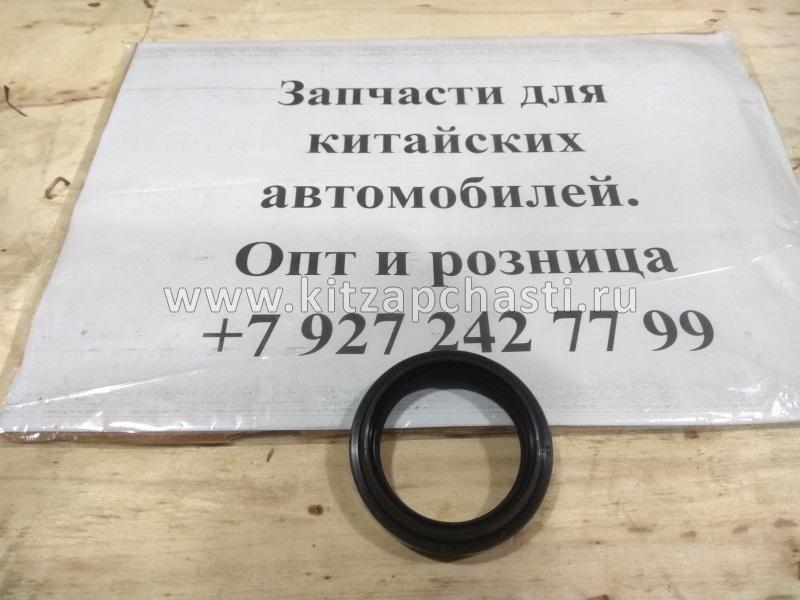 Запчасти для
китайских
автомобилей.
Опт и розница
www.kitzapchasti.ru
+7 927 242 77 99